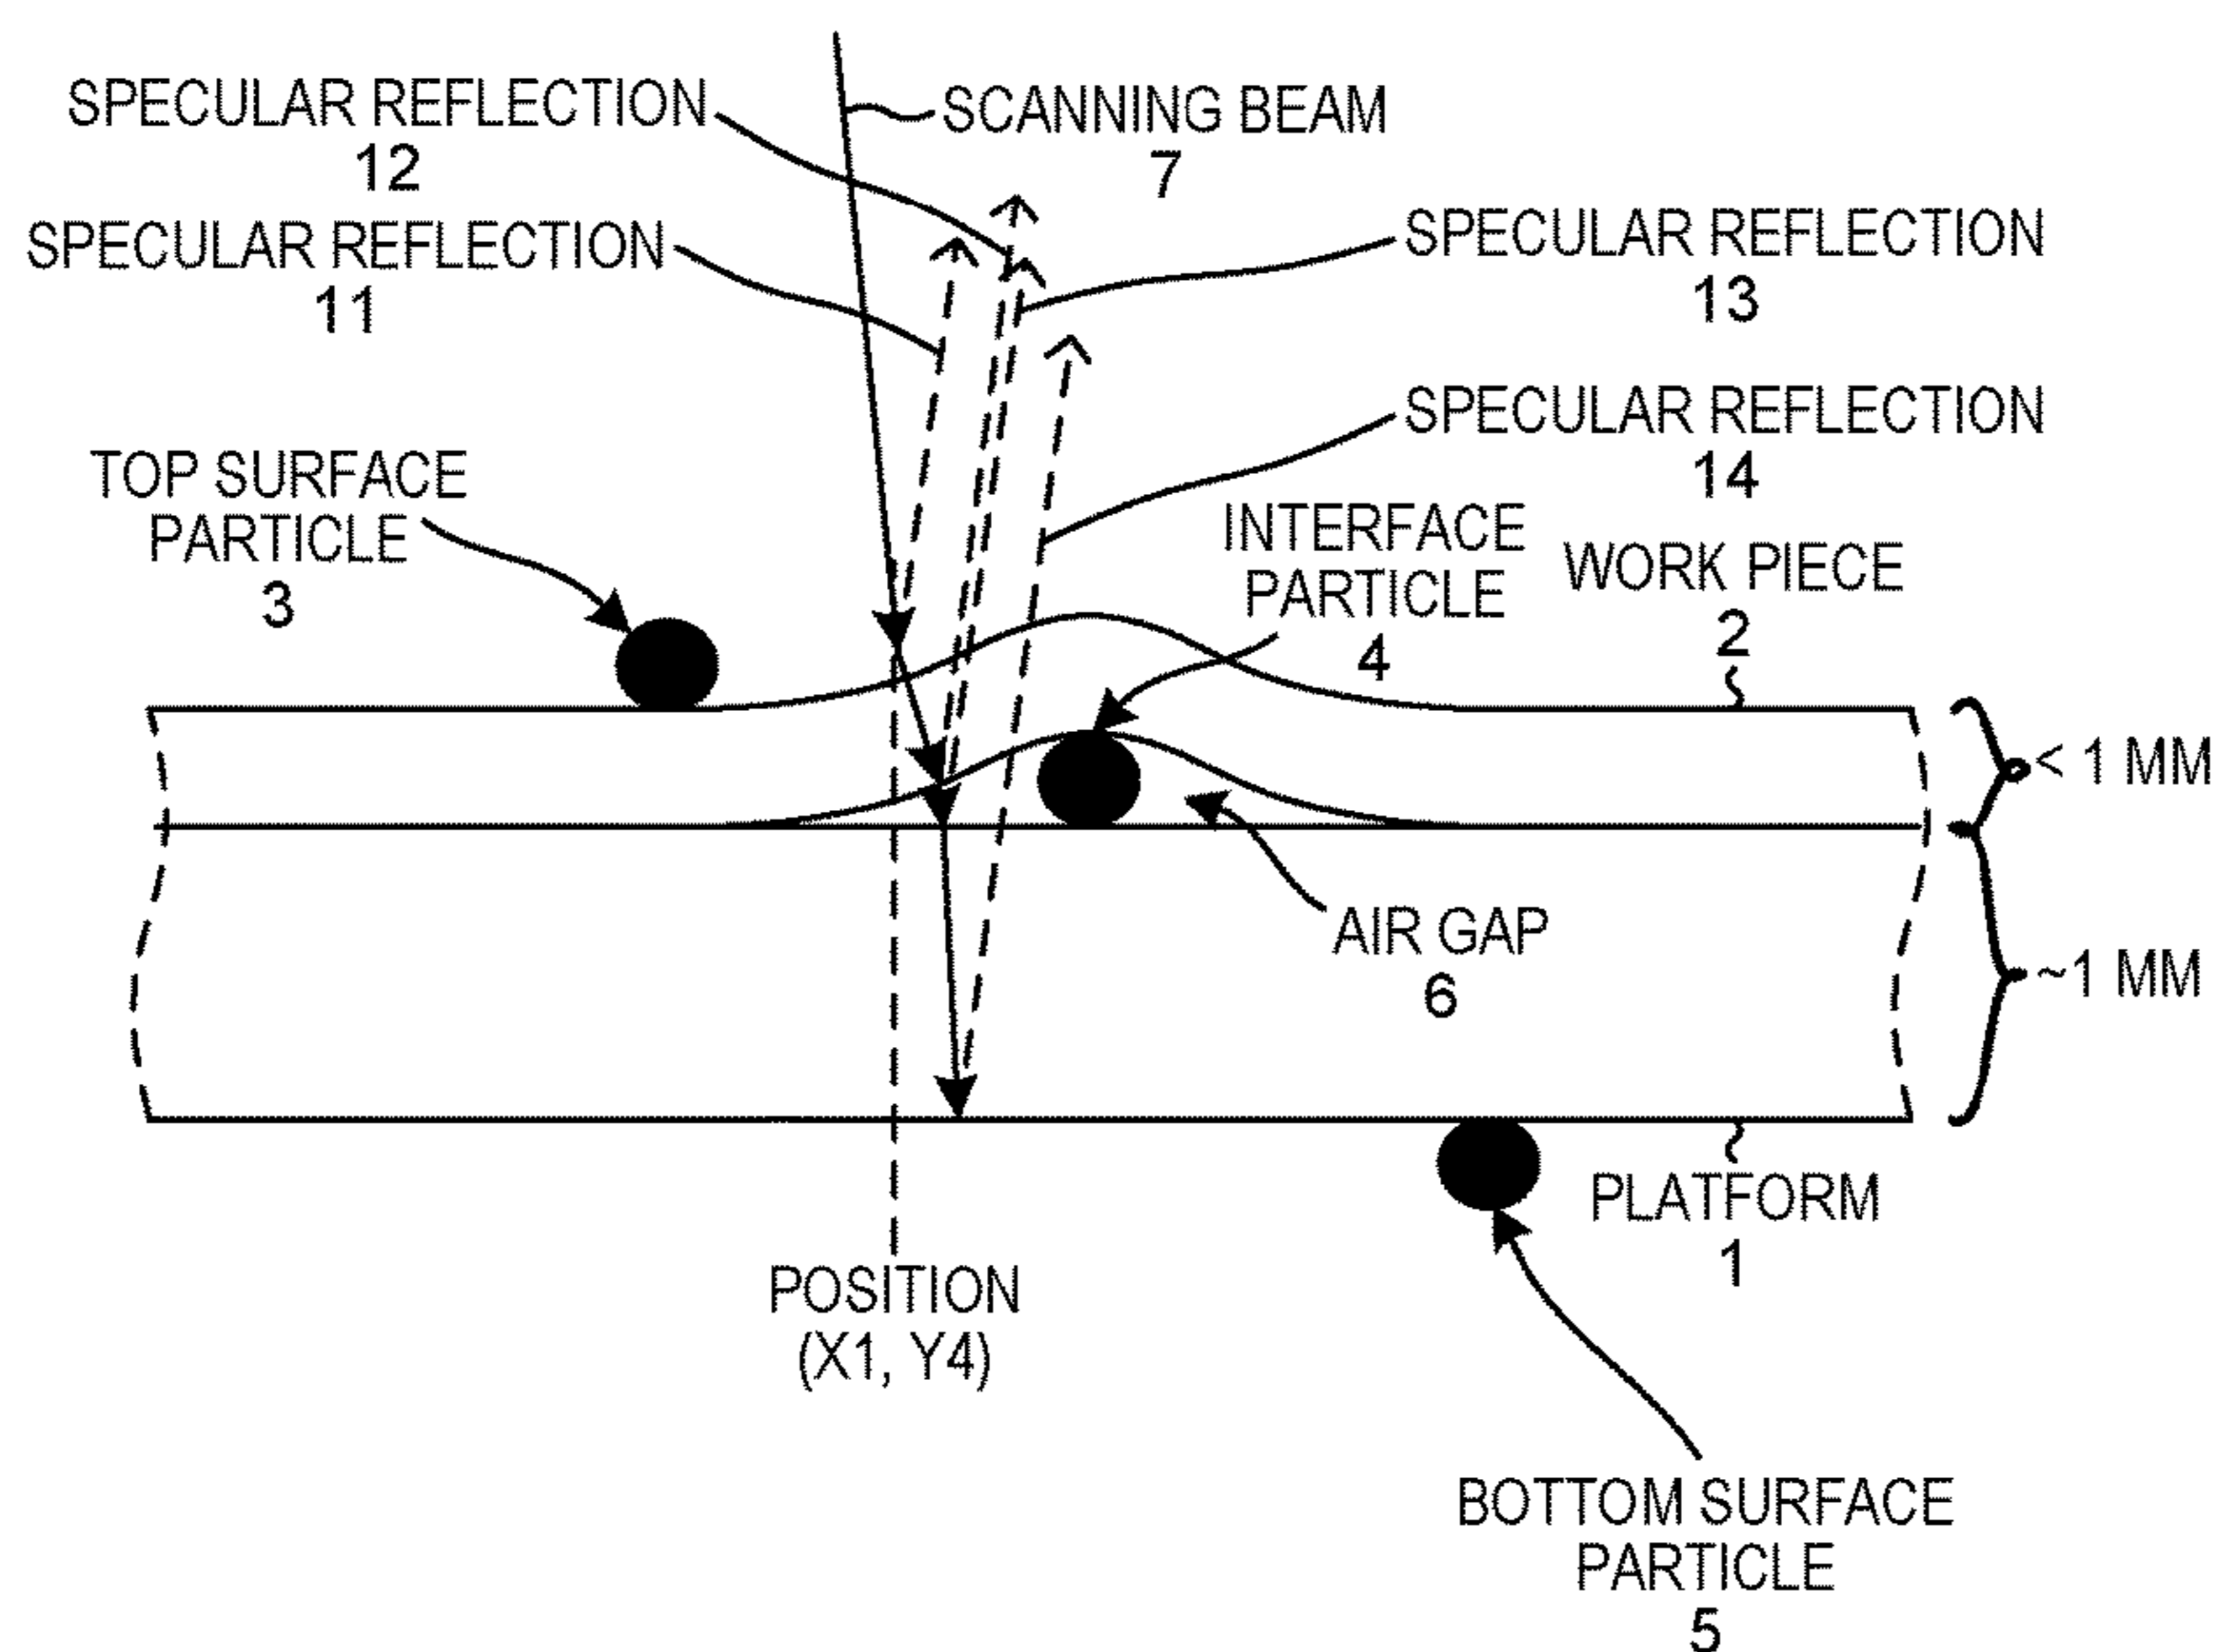 SPECULAR REFLECTION
12
SCANNING BEAM
7
SPECULAR REFLECTION
11
SPECULAR REFLECTION
13
SPECULAR REFLECTION
14
TOP SURFACE
PARTICLE
3
INTERFACE
PARTICLE
4
WORK PIECE
2
< 1 MM
AIR GAP
6
~1 MM
PLATFORM
1
POSITION
(X1, Y4)
BOTTOM SURFACE
PARTICLE
5